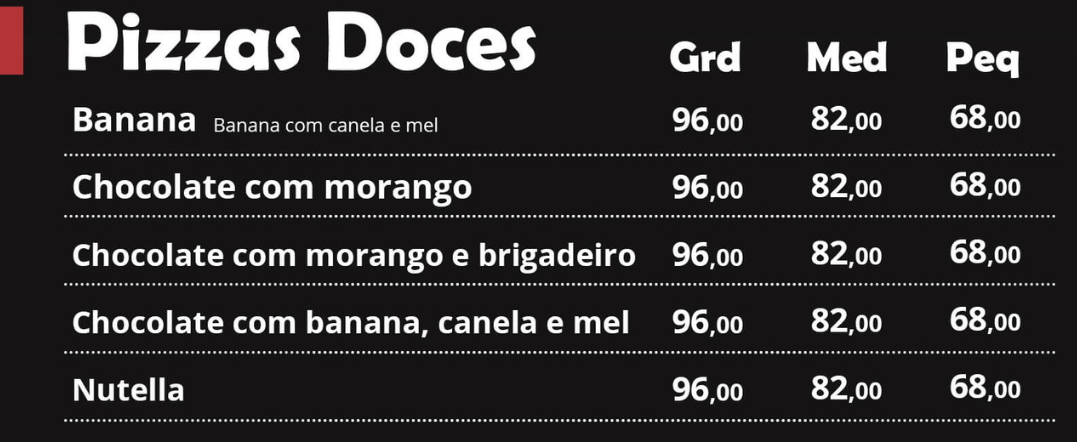 Pizzas Doces Grd Med Peq
Banana Banana com canela e mel 96,00 82,00 68,00
Chocolate com morango 96,00 82,00 68,00
Chocolate com morango e brigadeiro 96,00 82,00 68,00
Chocolate com banana, canela e mel 96,00 82,00 68,00
Nutella 96,00 82,00 68,00